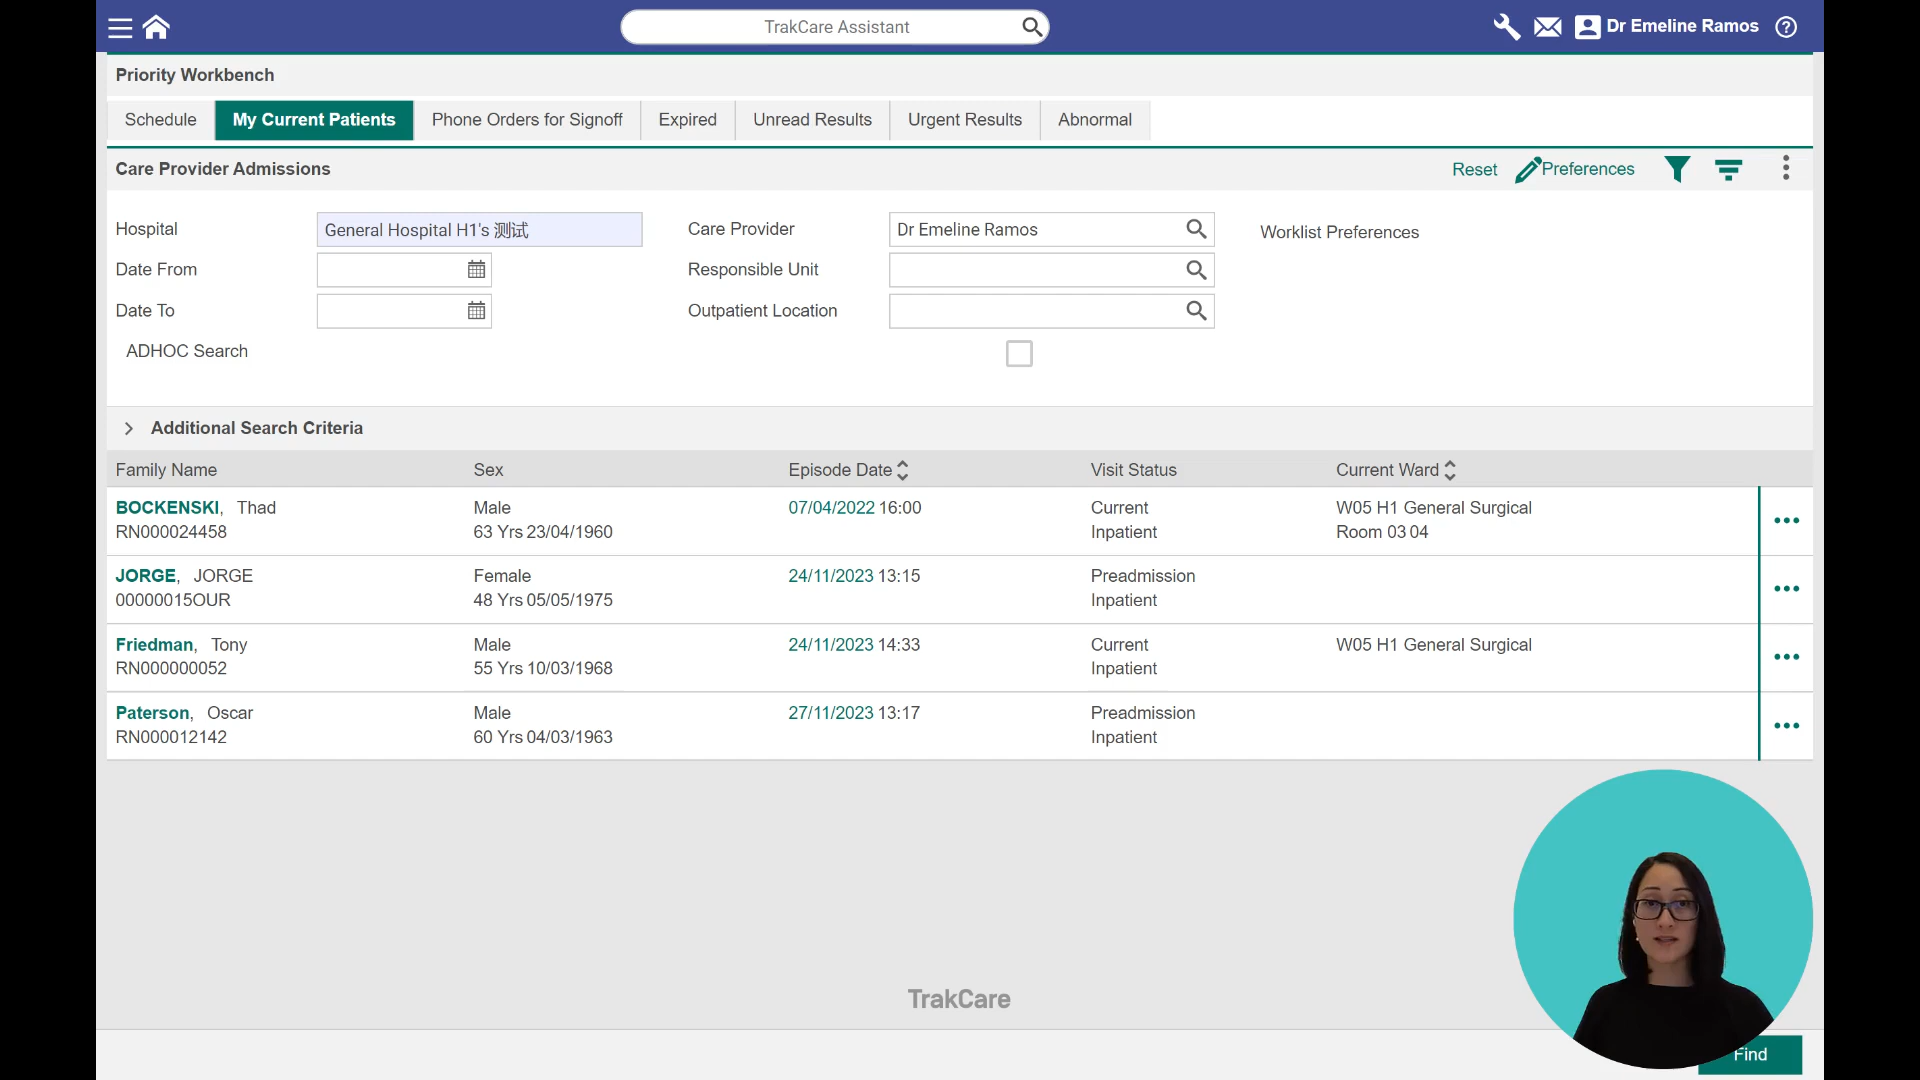 TrakCare Assistant
Dr Emeline Ramos
Priority Workbench
Schedule My Current Patients Phone Orders for Signoff Expired Unread Results Urgent Results Abnormal
Care Provider Admissions
Reset Preferences
Hospital General Hospital H1's 测试 Care Provider Dr Emeline Ramos Worklist Preferences
Date From Responsible Unit
Date To Outpatient Location
ADHOC Search
Additional Search Criteria
Family Name Sex Episode Date Visit Status Current Ward
BOCKENSKI, Thad Male 07/04/2022 16:00 Current W05 H1 General Surgical
RN000024458 63 Yrs 23/04/1960 Inpatient Room 03 04
JORGE, JORGE Female 24/11/2023 13:15 Preadmission
00000015OUR 48 Yrs 05/05/1975 Inpatient
Friedman, Tony Male 24/11/2023 14:33 Current W05 H1 General Surgical
RN000000052 55 Yrs 10/03/1968 Inpatient
Paterson, Oscar Male 27/11/2023 13:17 Preadmission
RN000012142 60 Yrs 04/03/1963 Inpatient
TrakCare
Find